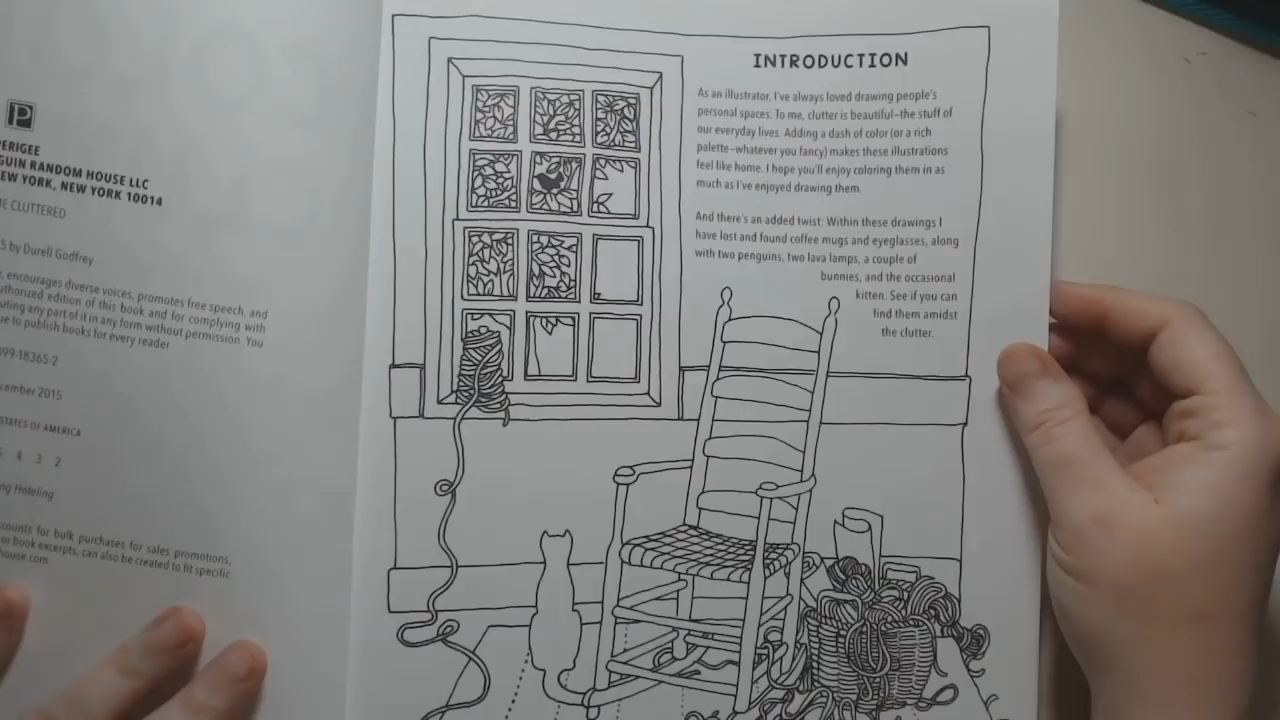 P
PERIGEE
GUIN RANDOM HOUSE LLC
EW YORK, NEW YORK 10014
E CLUTTERED
5 by Durell Godfrey
, encourages diverse voices, promotes free speech, and
uthorized edition of this book and for complying with
uting any part of it in any form without permission. You
ue to publish books for every reader
399-18365-2
cember 2015
STATES OF AMERICA
5 4 3 2
ng Hoteling
counts for bulk purchases for sales promotions,
or book excerpts, can also be created to fit specific
house.com
INTRODUCTION
As an illustrator, I've always loved drawing people's
personal spaces. To me, clutter is beautiful—the stuff of
our everyday lives. Adding a dash of color (or a rich
palette—whatever you fancy) makes these illustrations
feel like home. I hope you'll enjoy coloring them in as
much as I've enjoyed drawing them.
And there's an added twist: Within these drawings I
have lost and found coffee mugs and eyeglasses, along
with two penguins, two lava lamps, a couple of
bunnies, and the occasional
kitten. See if you can
find them amidst
the clutter.